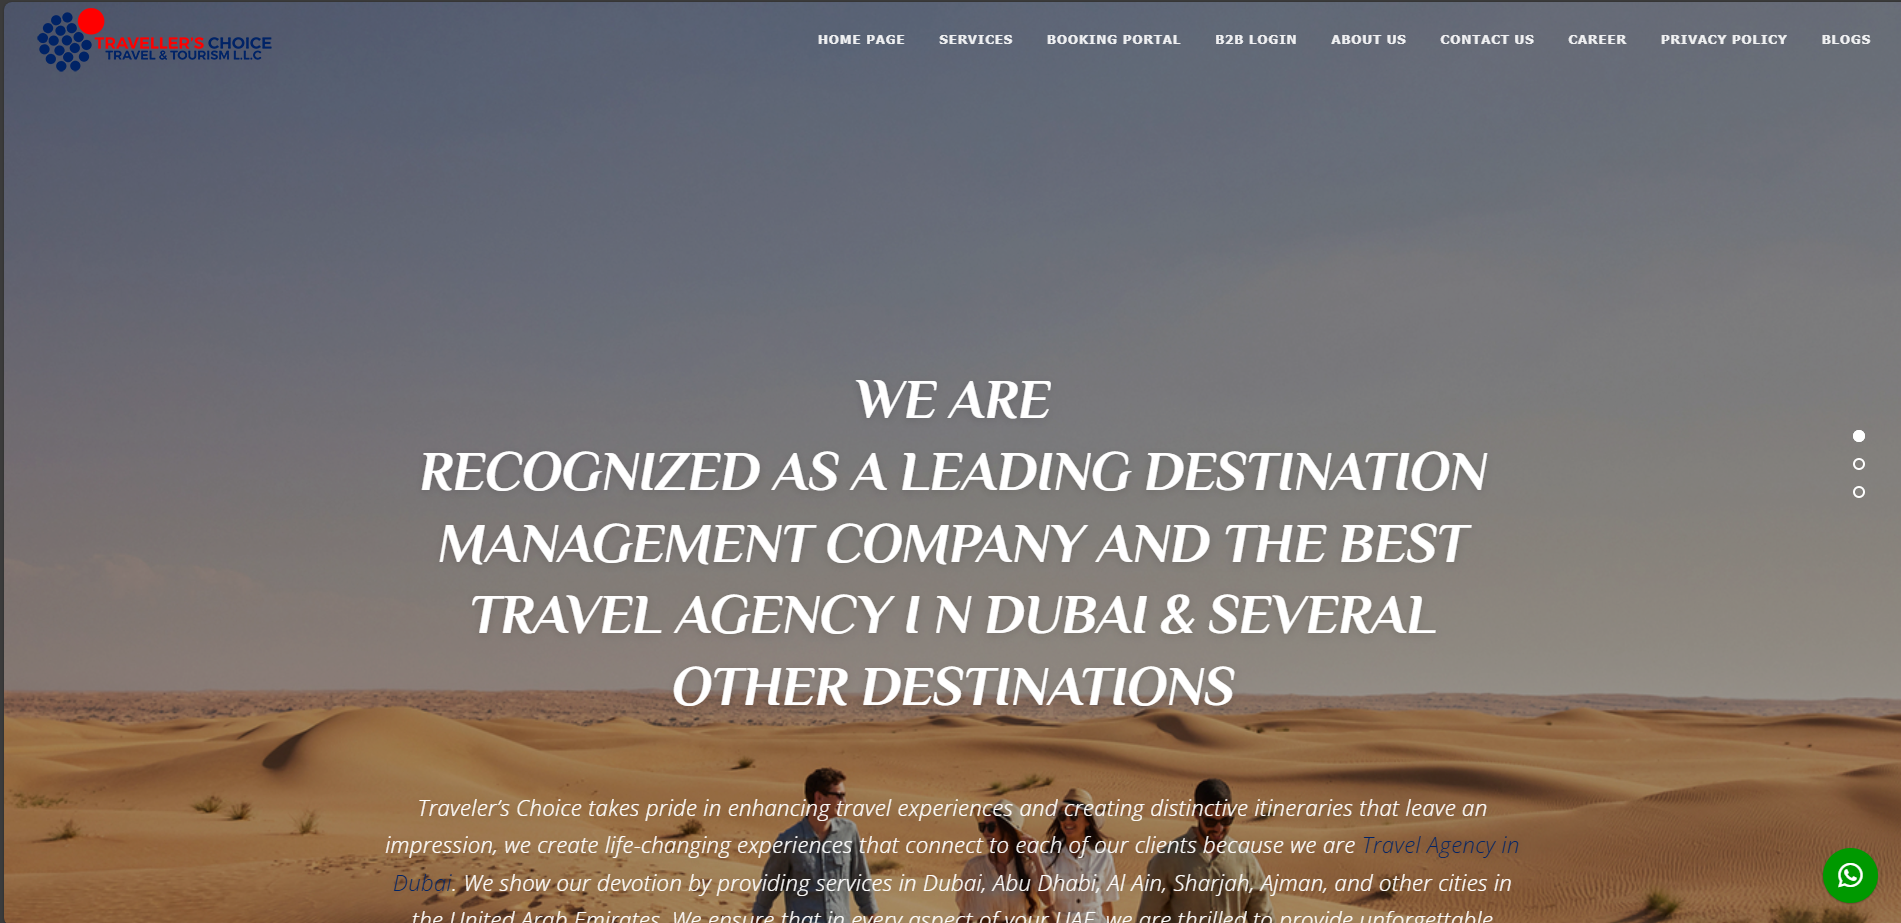 TRAVELLER'S CHOICE
TRAVEL & TOURISM L.L.C
HOME PAGE SERVICES BOOKING PORTAL B2B LOGIN ABOUT US CONTACT US CAREER PRIVACY POLICY BLOGS
WE ARE
RECOGNIZED AS A LEADING DESTINATION
MANAGEMENT COMPANY AND THE BEST
TRAVEL AGENCY I N DUBAI & SEVERAL
OTHER DESTINATIONS
Traveler’s Choice takes pride in enhancing travel experiences and creating distinctive itineraries that leave an
impression, we create life-changing experiences that connect to each of our clients because we are Travel Agency in
Dubai. We show our devotion by providing services in Dubai, Abu Dhabi, Al Ain, Sharjah, Ajman, and other cities in
the United Arab Emirates. We ensure that in every aspect of your UAE, we are thrilled to provide unforgettable